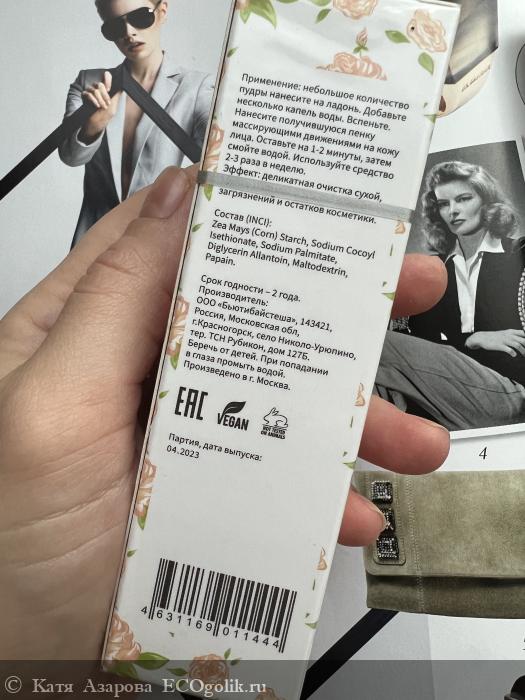 Применение: небольшое количество
пудры нанесите на ладонь. Добавьте
несколько капель воды. Вспеньте.
Нанесите получившуюся пенку
массирующими движениями на кожу
лица. Оставьте на 1-2 минуты, затем
смойте водой. Используйте средство
2-3 раза в неделю.
Эффект: деликатная очистка сухой,
загрязнений и остатков косметики.
Состав (INCI):
Zea Mays (Corn) Starch, Sodium Cocoyl
Isethionate, Sodium Palmitate,
Diglycerin Allantoin, Maltodextrin,
Papain.
Срок годности – 2 года.
Производитель:
ООО «Бьютибайстеша», 143421,
Россия, Московская обл,
г.Красногорск, село Николо-Урюпино,
тер. ТСН Рубикон, дом 127Б.
Беречь от детей. При попадании
в глаза промыть водой.
Произведено в г. Москва.
EAC
VEGAN
NOT TESTED
ON ANIMALS
Партия, дата выпуска:
04.2023
4 631169 011444
4
© Катя Азарова ECOgolik.ru